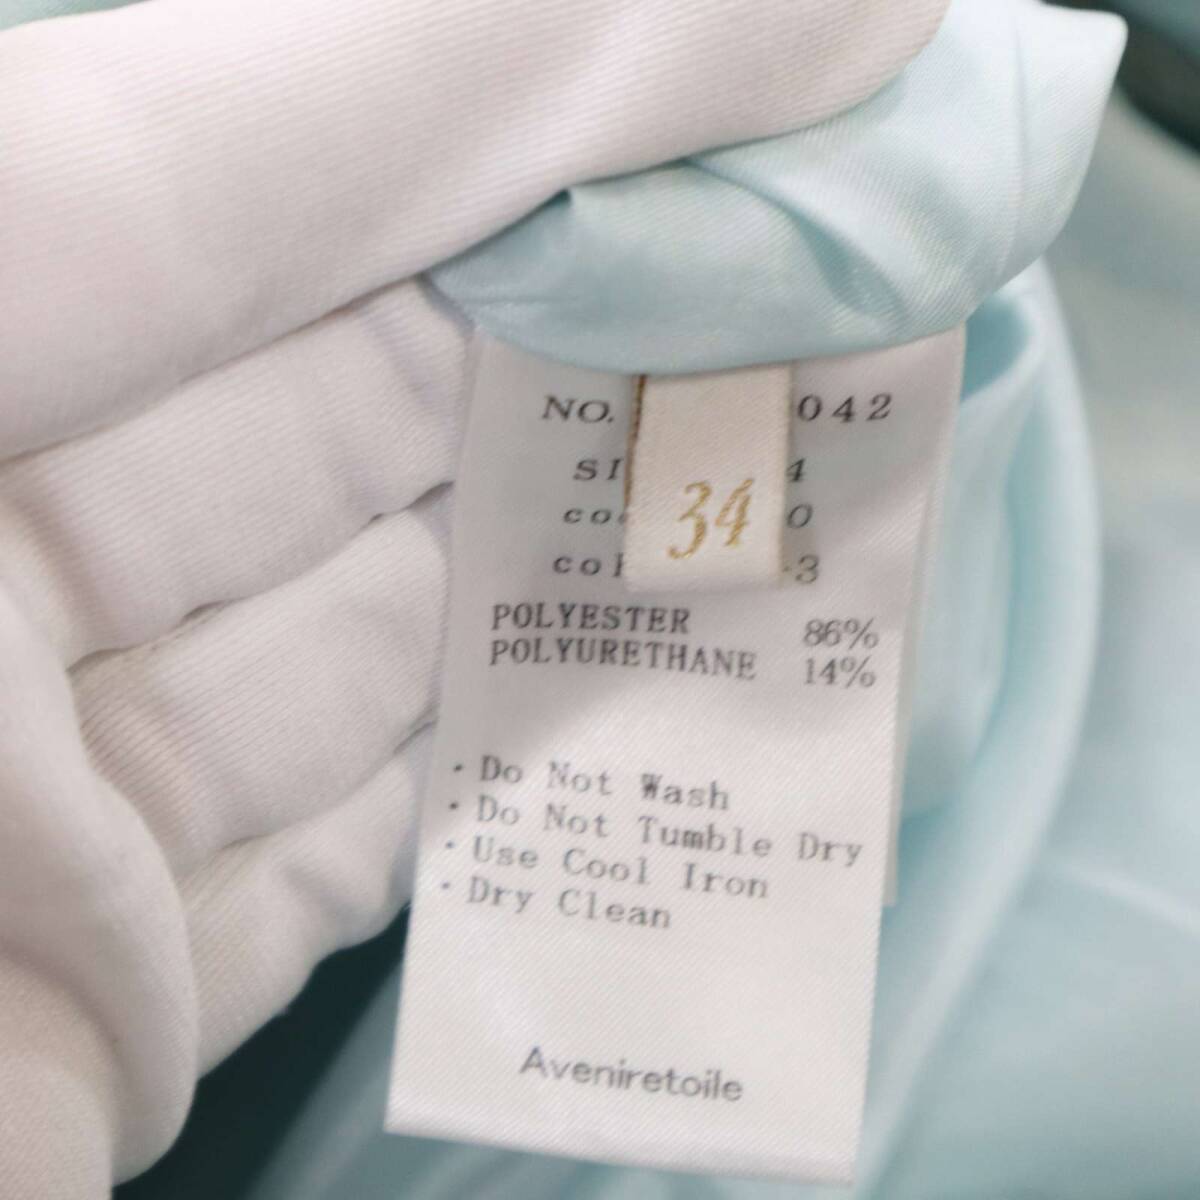 NO. 042
SI 4
34
co 0
col -3
POLYESTER 86%
POLYURETHANE 14%
・Do Not Wash
・Do Not Tumble Dry
・Use Cool Iron
・Dry Clean
Aveniretoile